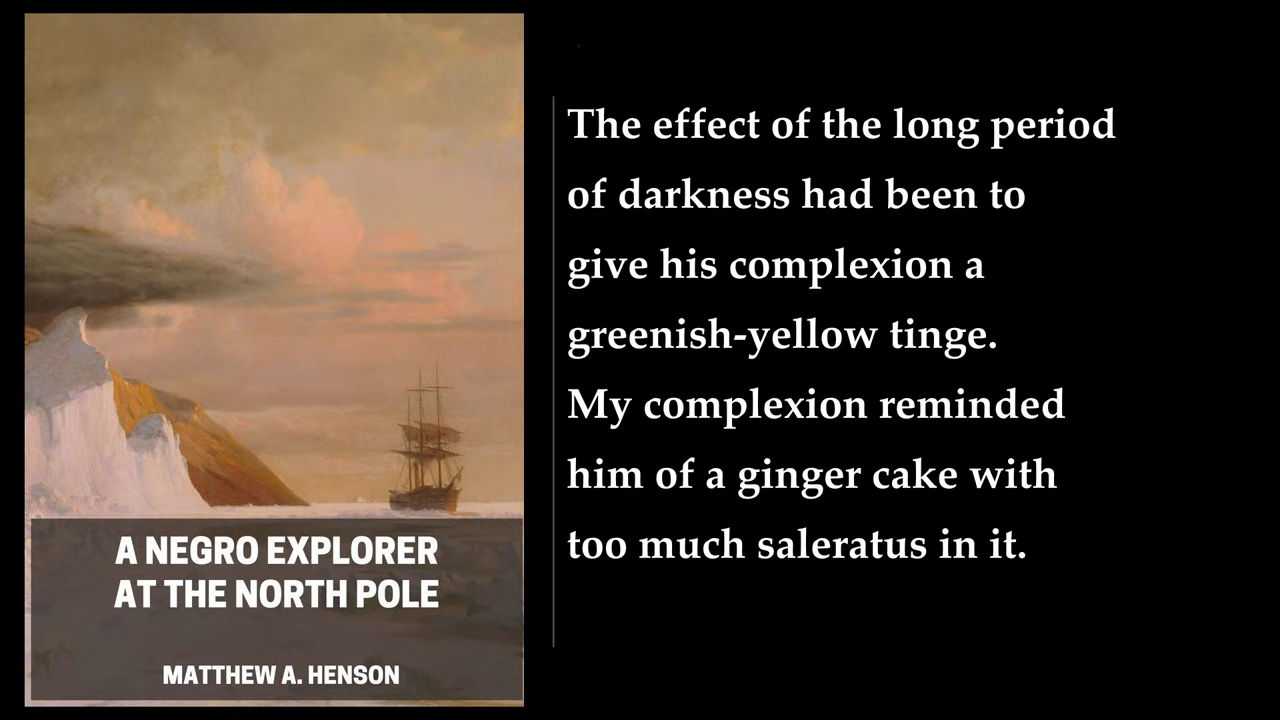 A NEGRO EXPLORER
AT THE NORTH POLE
MATTHEW A. HENSON
The effect of the long period
of darkness had been to
give his complexion a
greenish-yellow tinge.
My complexion reminded
him of a ginger cake with
too much saleratus in it.